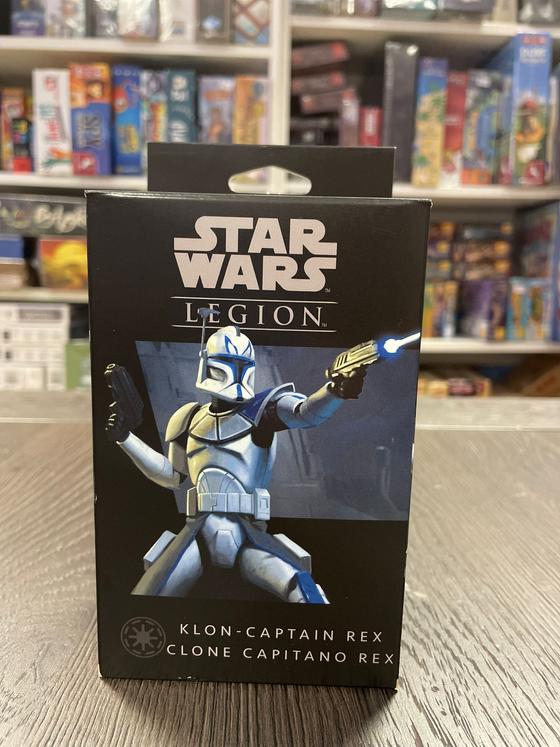 STAR
WARS
LEGION
KLON-CAPTAIN REX
CLONE CAPITANO REX